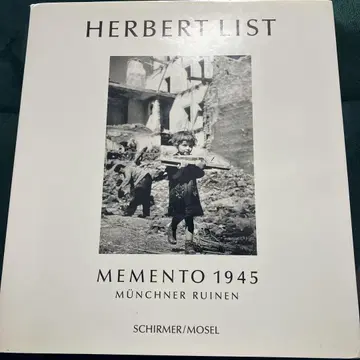 HERBERT LIST
MEMENTO 1945
MÜNCHNER RUINEN
SCHIRMER/MOSEL